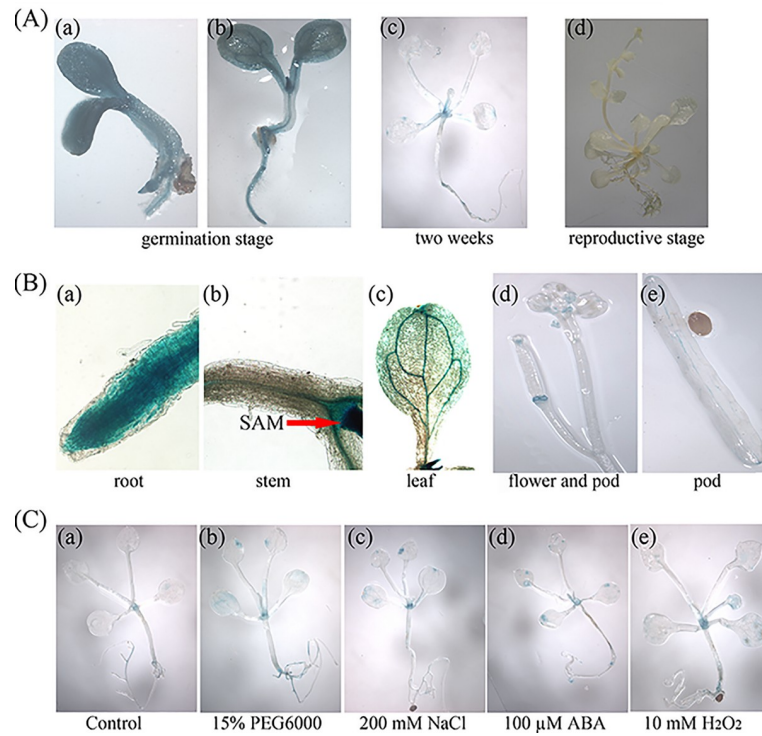 (A) (a) (b) (c) (d)
germination stage two weeks reproductive stage
(B) (a) (b) (c) (d) (e)
SAM
root stem leaf flower and pod pod
(C) (a) (b) (c) (d) (e)
Control 15% PEG6000 200 mM NaCl 100 µM ABA 10 mM H₂O₂